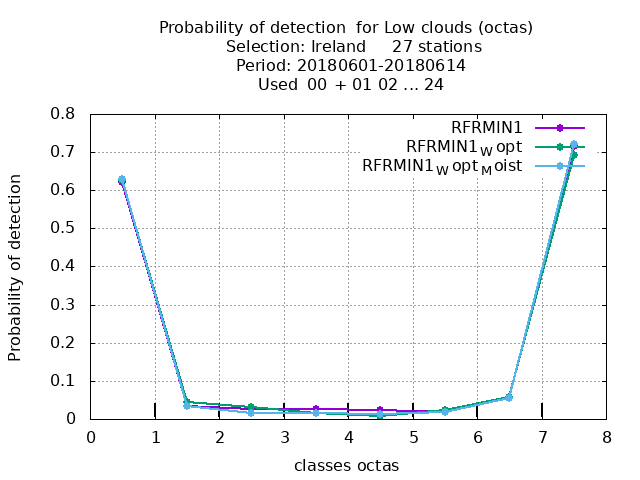 Probability of detection  for Low clouds (octas)
Selection: Ireland     27 stations
Period: 20180601-20180614
Used  00  + 01 02 ... 24
RFRMIN1
RFRMIN1Wopt
RFRMIN1WoptMoist
Probability of detection
0.8
0.7
0.6
0.5
0.4
0.3
0.2
0.1
0
0 1 2 3 4 5 6 7 8
classes octas